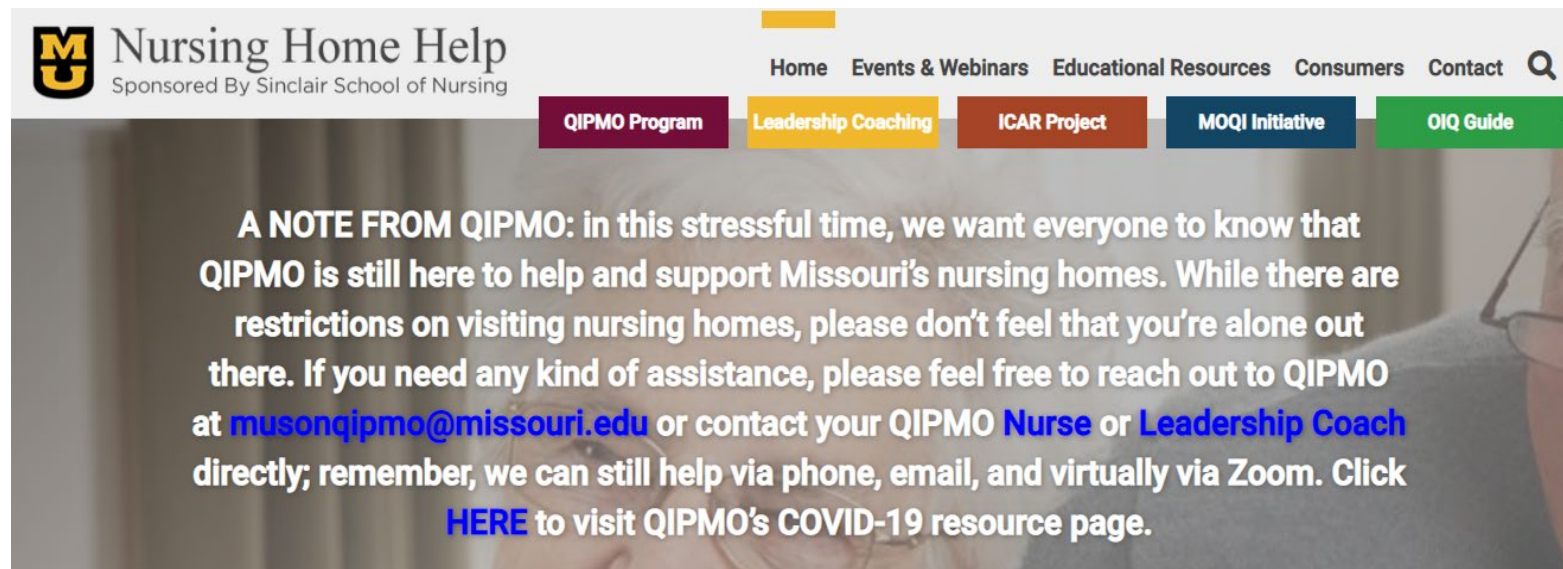 MU
Nursing Home Help
Sponsored By Sinclair School of Nursing
Home Events & Webinars Educational Resources Consumers Contact
QIPMO Program Leadership Coaching ICAR Project MOQI Initiative OIQ Guide
A NOTE FROM QIPMO: in this stressful time, we want everyone to know that
QIPMO is still here to help and support Missouri's nursing homes. While there are
restrictions on visiting nursing homes, please don't feel that you're alone out
there. If you need any kind of assistance, please feel free to reach out to QIPMO
at musonqipmo@missouri.edu or contact your QIPMO Nurse or Leadership Coach
directly; remember, we can still help via phone, email, and virtually via Zoom. Click
HERE to visit QIPMO's COVID-19 resource page.